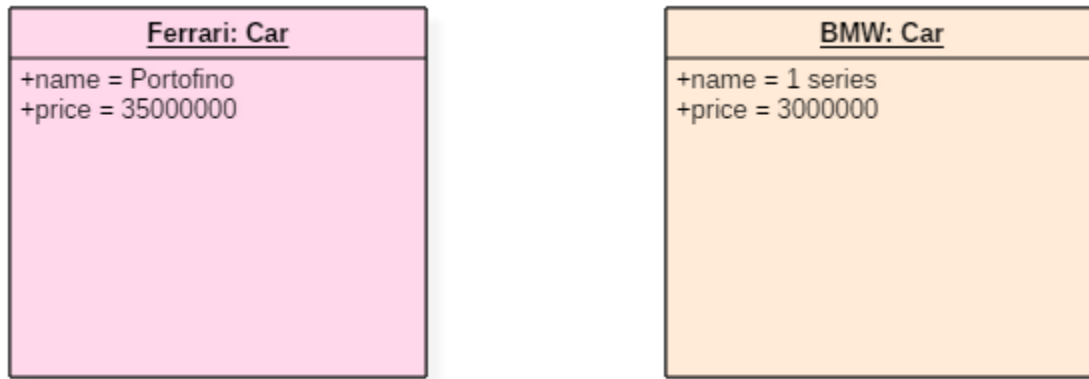 Ferrari: Car
+name = Portofino
+price = 35000000
BMW: Car
+name = 1 series
+price = 3000000